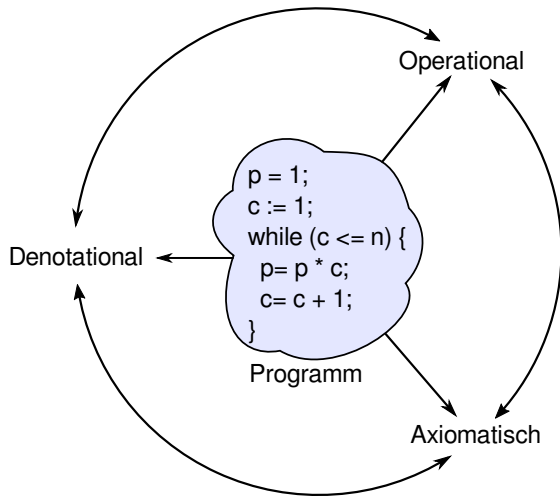 Operational
p = 1;
c := 1;
while (c <= n) {
p= p * c;
c= c + 1;
}
Denotational
Programm
Axiomatisch